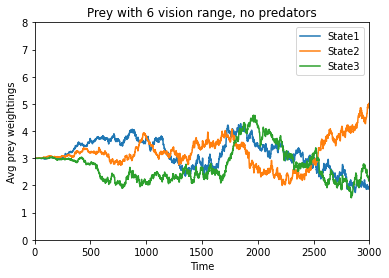 Prey with 6 vision range, no predators
State1
State2
State3
Avg prey weightings
8
7
6
5
4
3
2
1
0
0 500 1000 1500 2000 2500 3000
Time